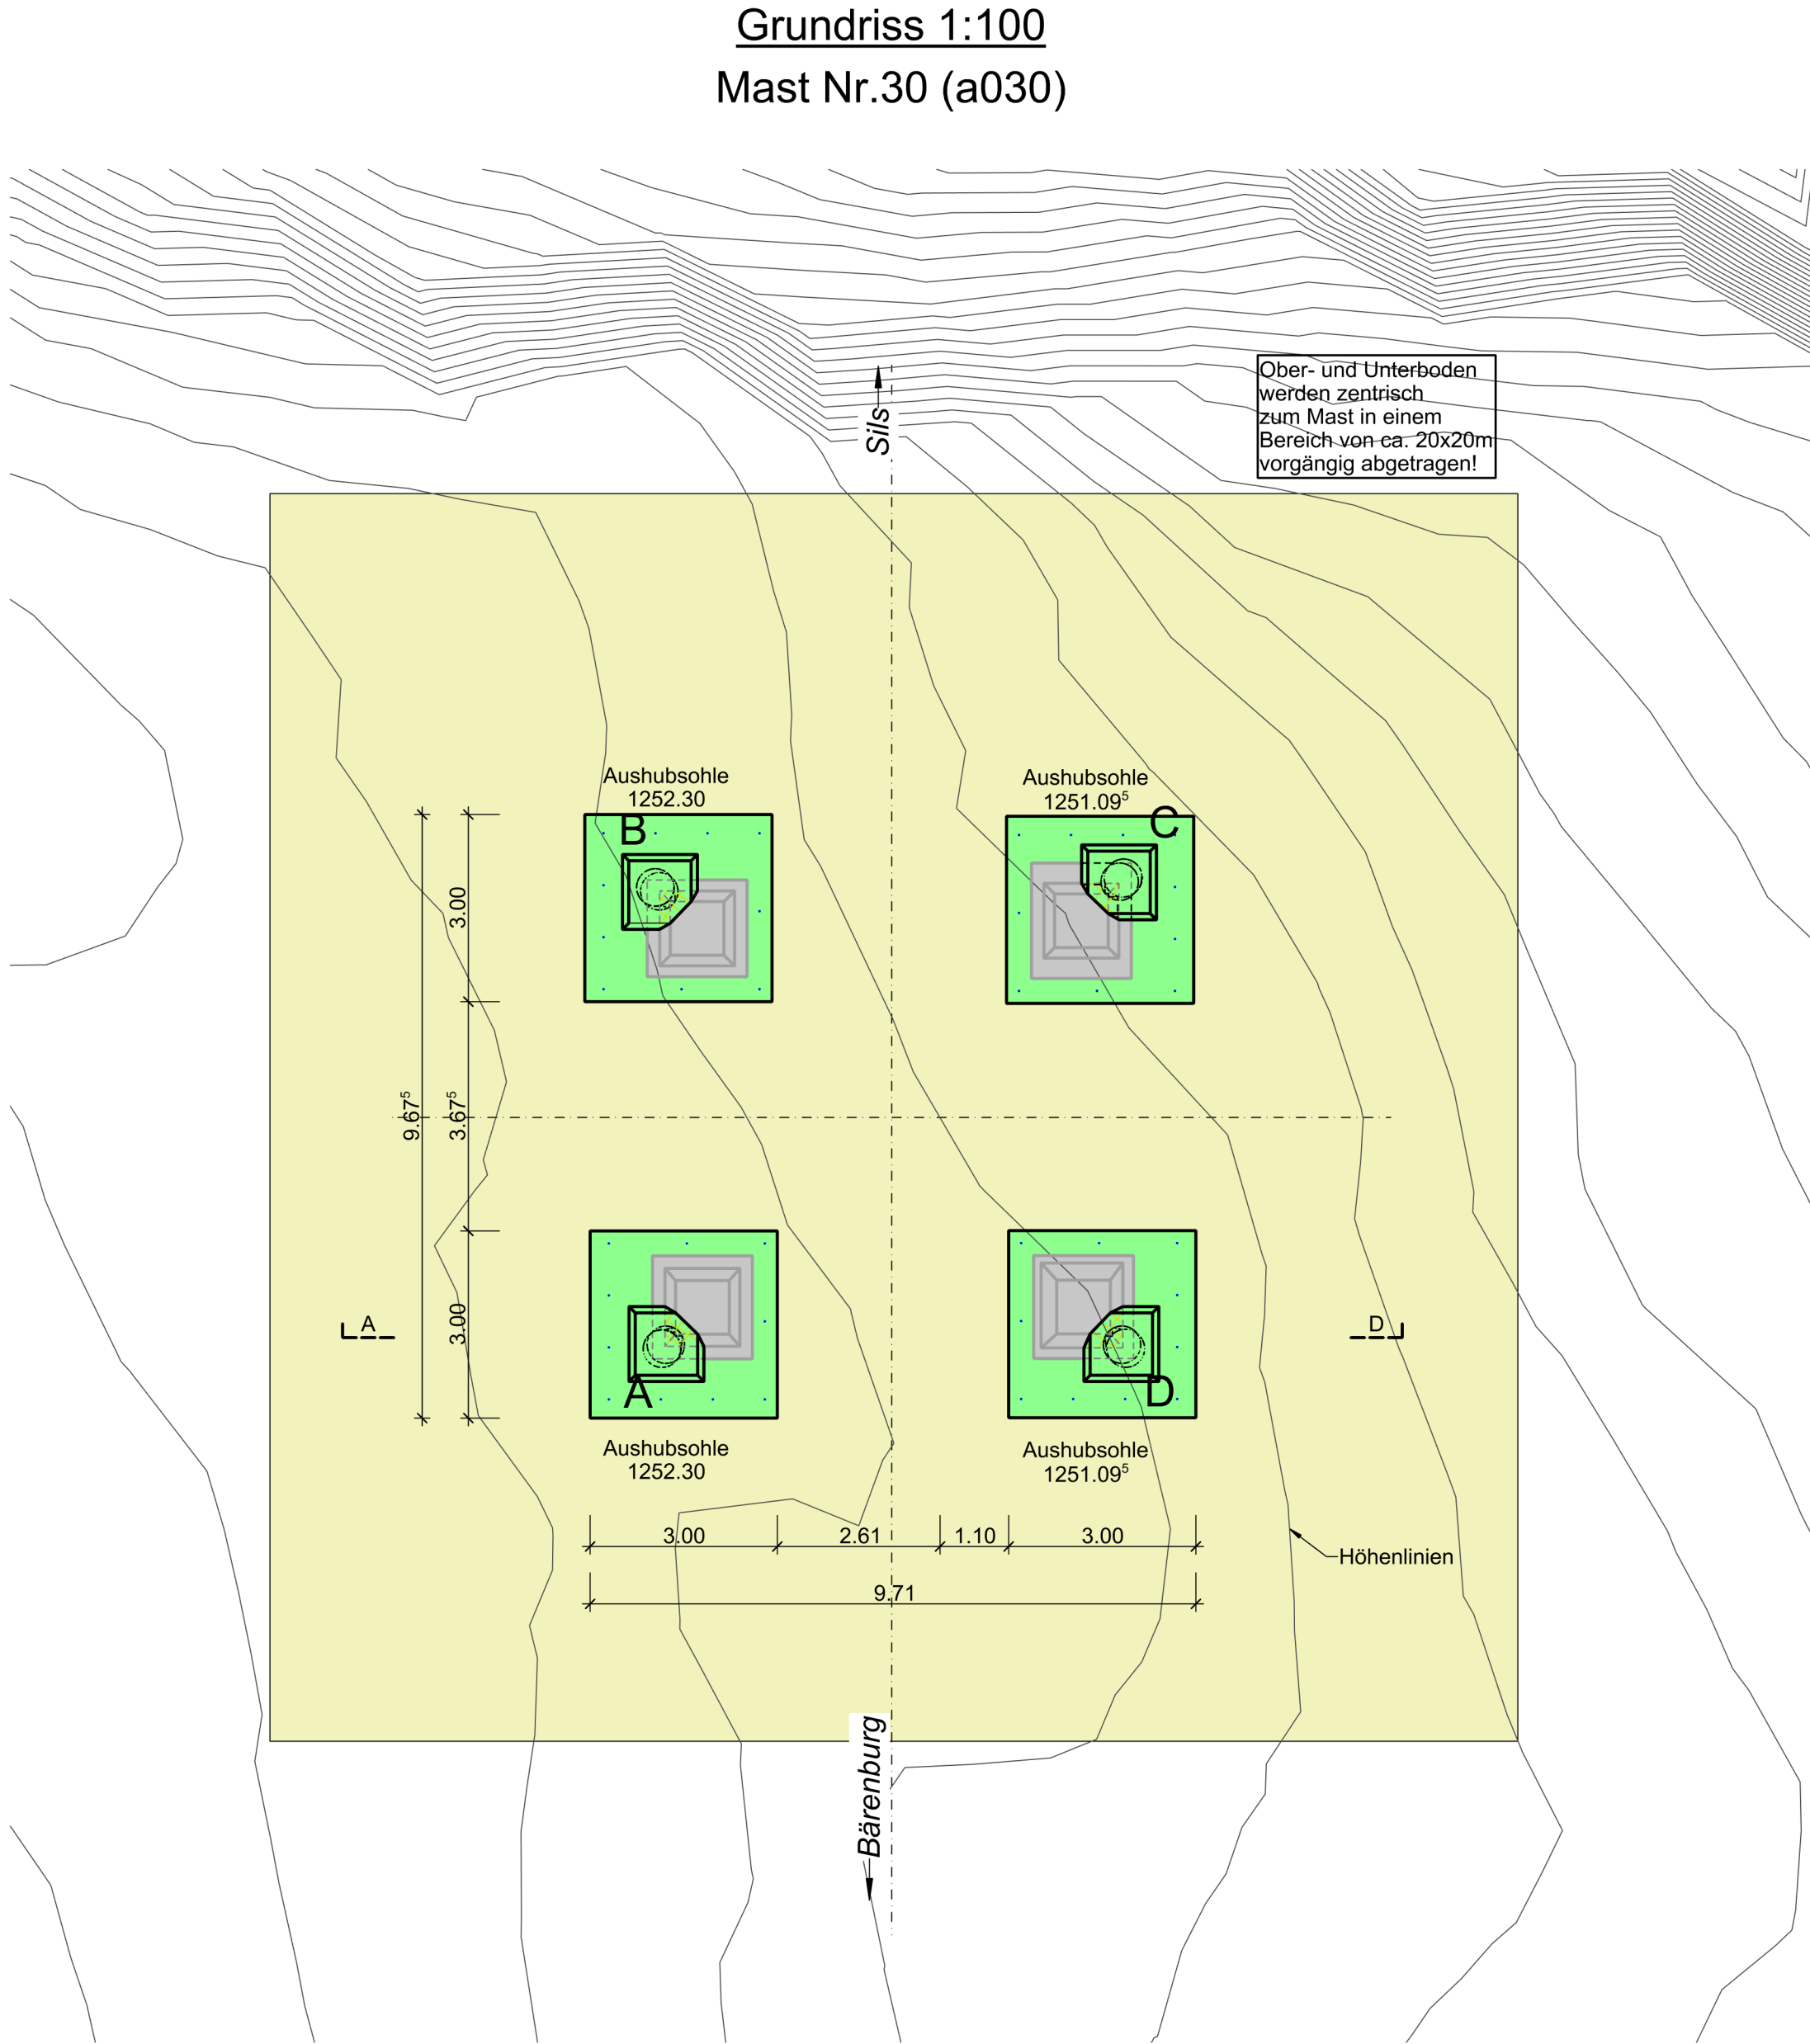 Grundriss 1:100
Mast Nr.30 (a030)
Ober- und Unterboden
werden zentrisch
zum Mast in einem
Bereich von ca. 20x20m
vorgängig abgetragen!
Sils
Aushubsohle
1252.30
Aushubsohle
1251.09⁵
B
C
3.00
9.67⁵
3.67⁵
3.00
A
D
A
D
Aushubsohle
1252.30
Aushubsohle
1251.09⁵
3.00
2.61
1.10
3.00
Höhenlinien
9.71
Bärenburg